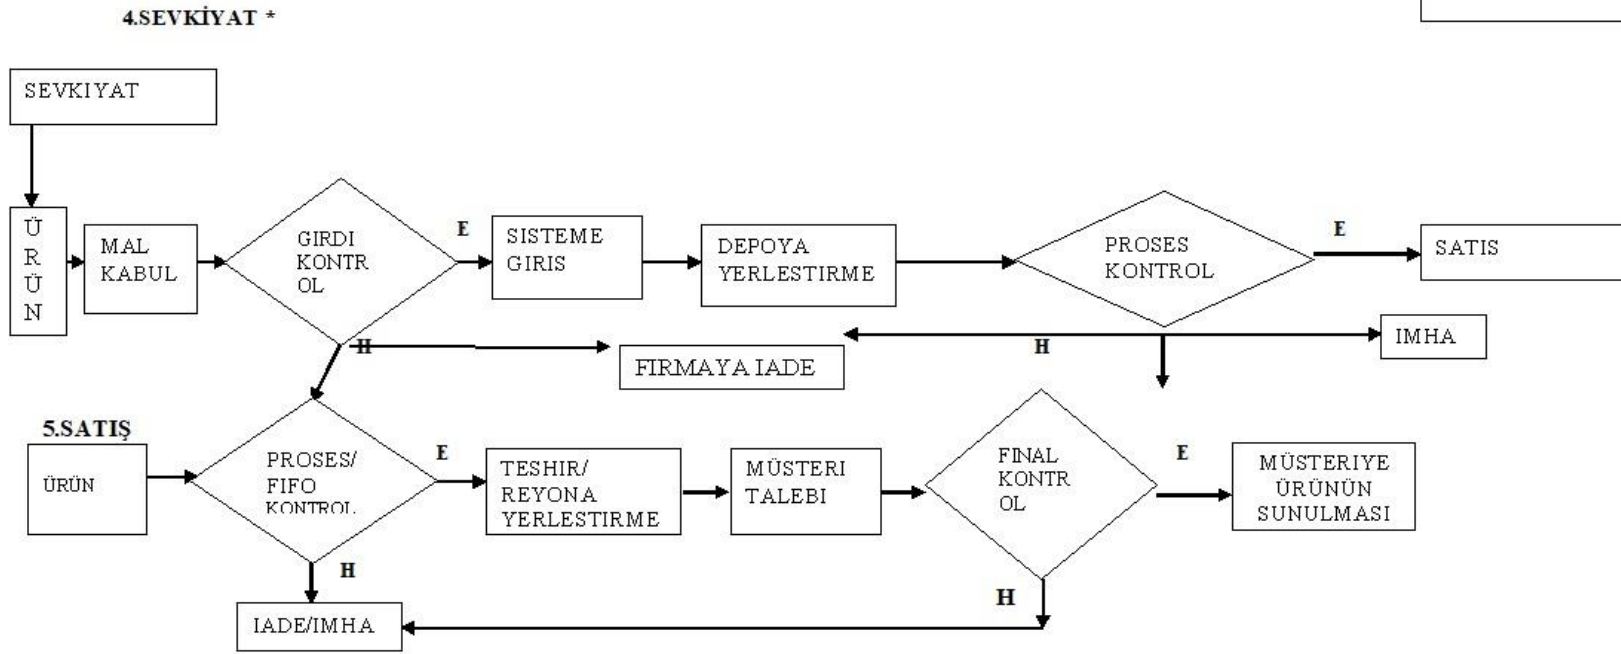 4.SEVKİYAT *
SEVKIYAT
Ü
R
Ü
N
MAL
KABUL
GIRDI
KONTR
OL
E
SISTEME
GIRIS
DEPOYA
YERLESTIRME
PROSES
KONTROL
E
SATIS
H
FIRMAYA IADE
H
IMHA
5.SATIŞ
ÜRÜN
PROSES/
FIFO
KONTROL
E
TESHIR/
REYONA
YERLESTIRME
MÜSTERI
TALEBI
FINAL
KONTR
OL
E
MÜSTERIYE
ÜRÜNÜN
SUNULMASI
H
IADE/IMHA
H